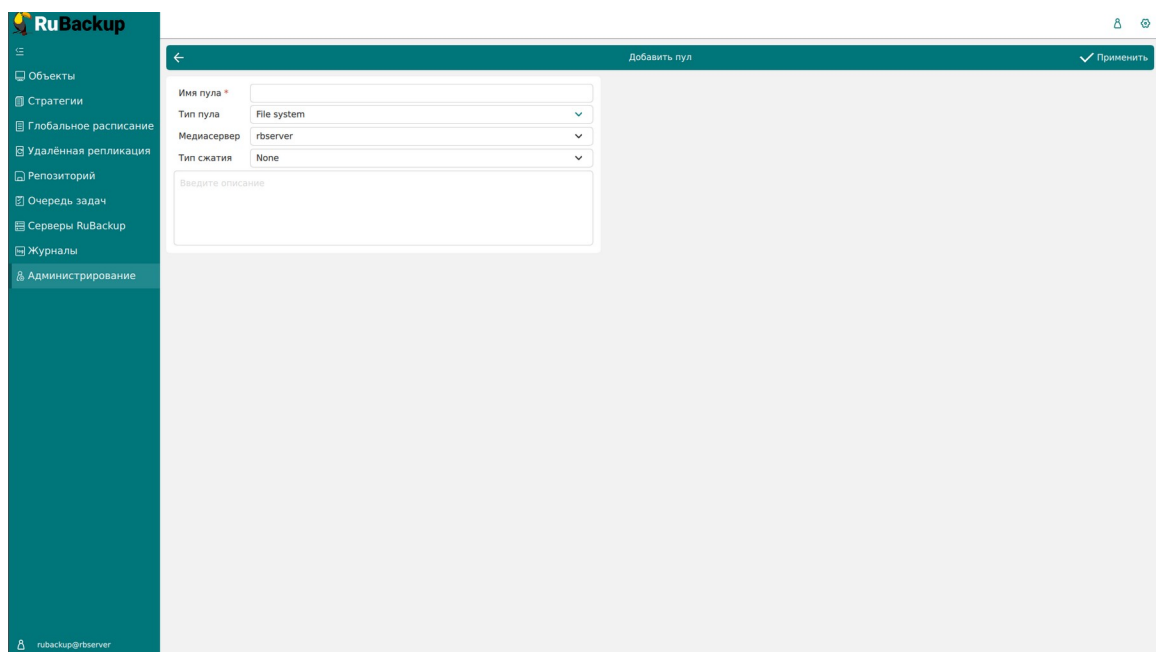 RuBackup
Добавить пул
Применить
Объекты
Стратегии
Глобальное расписание
Удалённая репликация
Репозиторий
Очередь задач
Серверы RuBackup
Журналы
Администрирование
Имя пула *
Тип пула File system
Медиасервер rbserver
Тип сжатия None
Введите описание
rubackup@rbserver